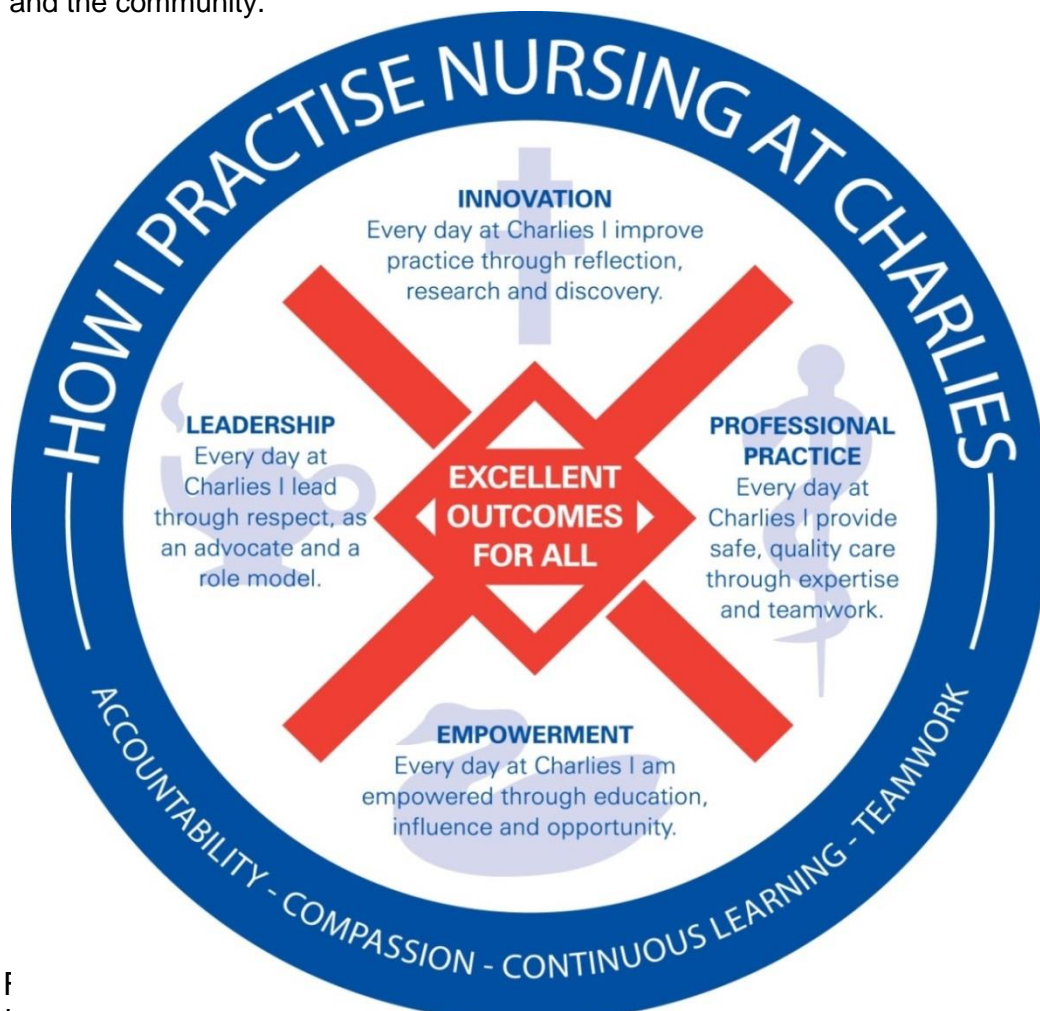 and the community.
HOW I PRACTISE NURSING AT CHARLIES
INNOVATION
Every day at Charlies I improve
practice through reflection,
research and discovery.
LEADERSHIP
Every day at
Charlies I lead
through respect, as
an advocate and a
role model.
EXCELLENT
OUTCOMES
FOR ALL
PROFESSIONAL
PRACTICE
Every day at
Charlies I provide
safe, quality care
through expertise
and teamwork.
EMPOWERMENT
Every day at Charlies I am
empowered through education,
influence and opportunity.
ACCOUNTABILITY - COMPASSION - CONTINUOUS LEARNING - TEAMWORK